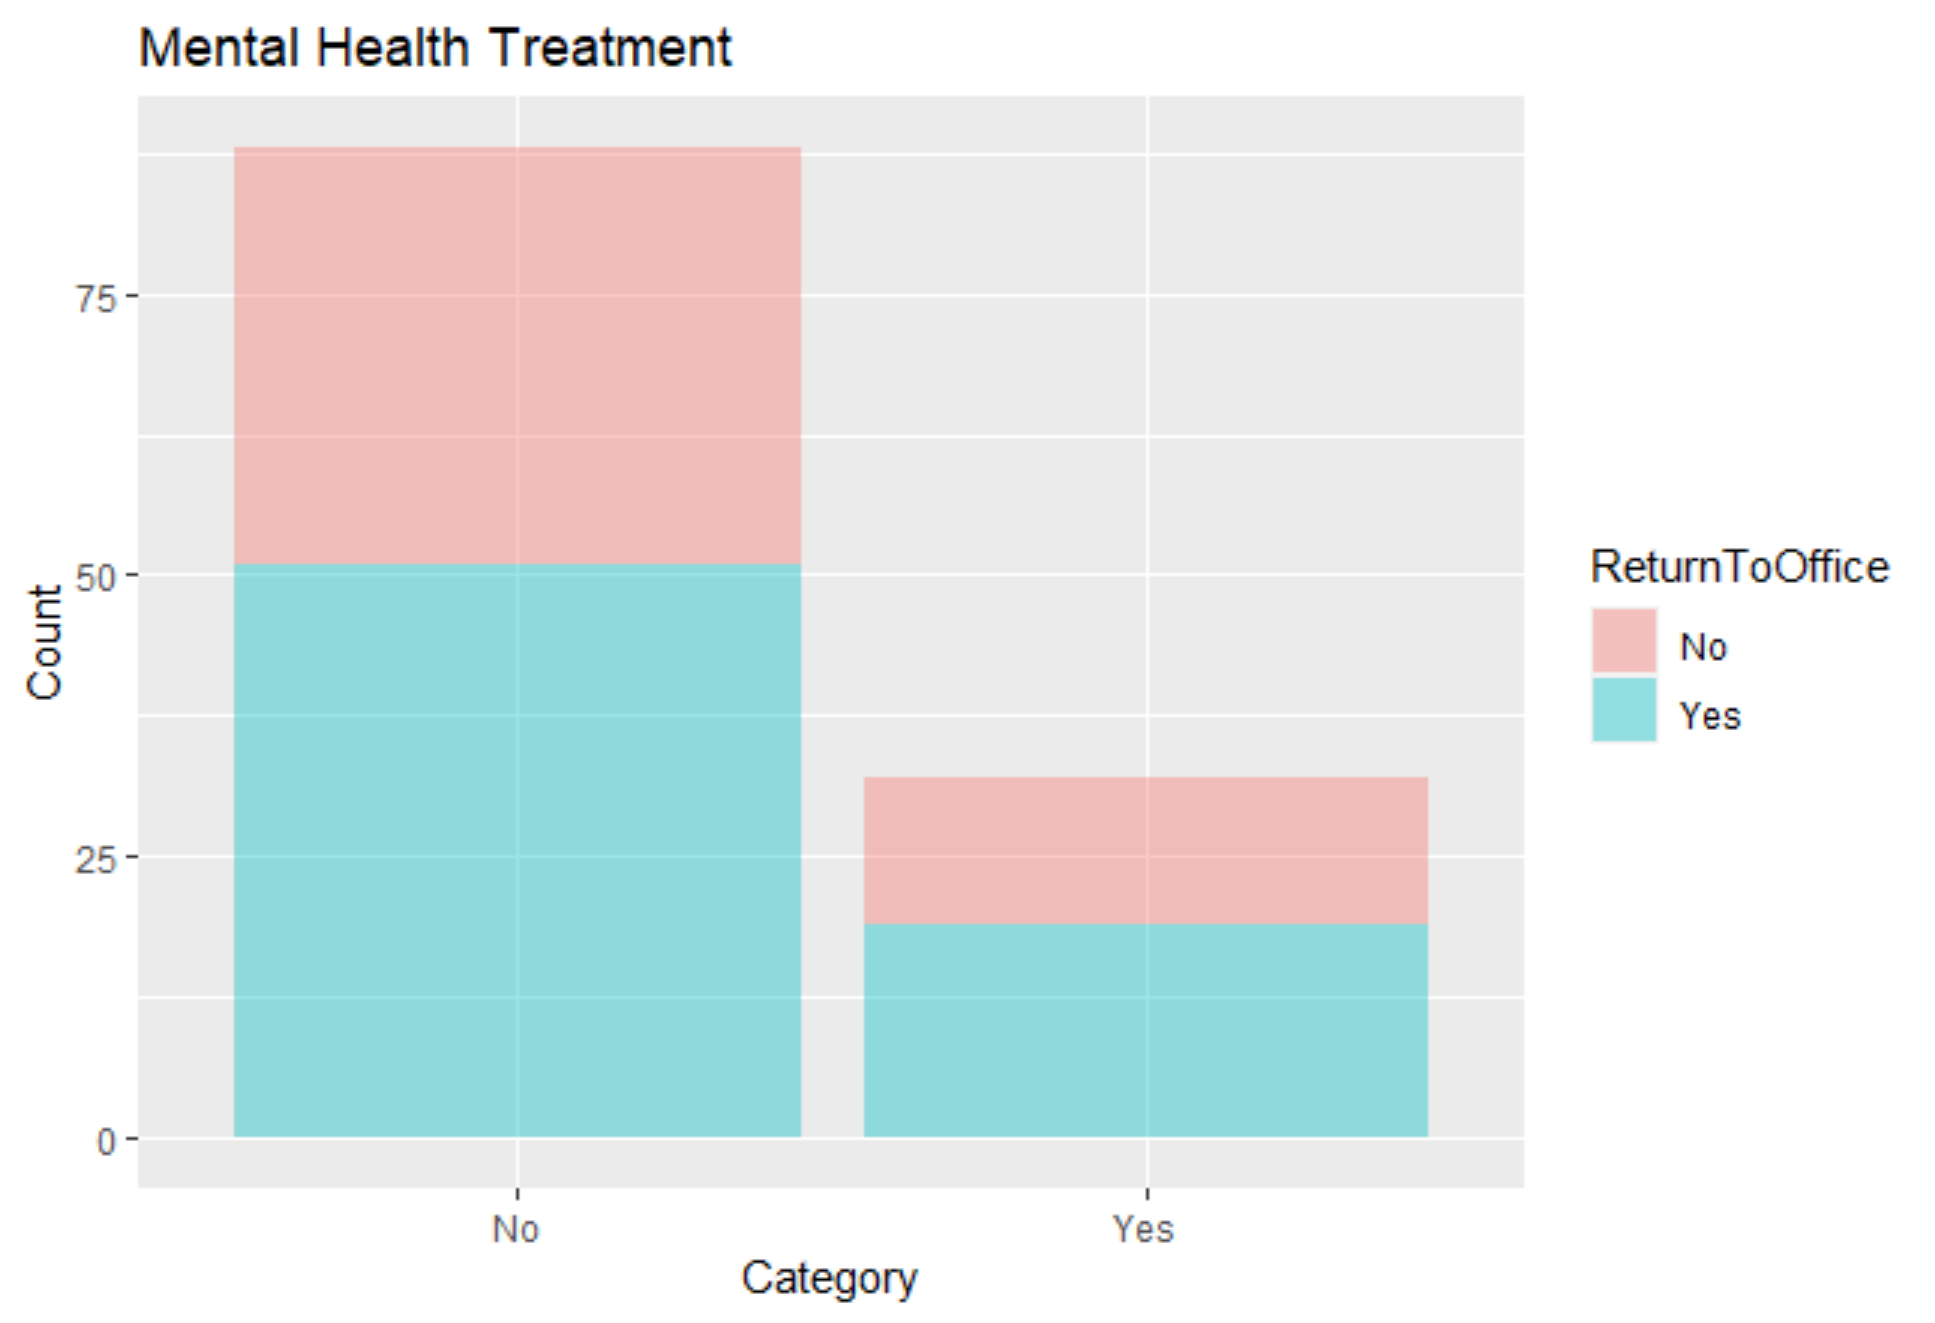 Mental Health Treatment
Count
75
50
25
0
No
Yes
Category
ReturnToOffice
No
Yes